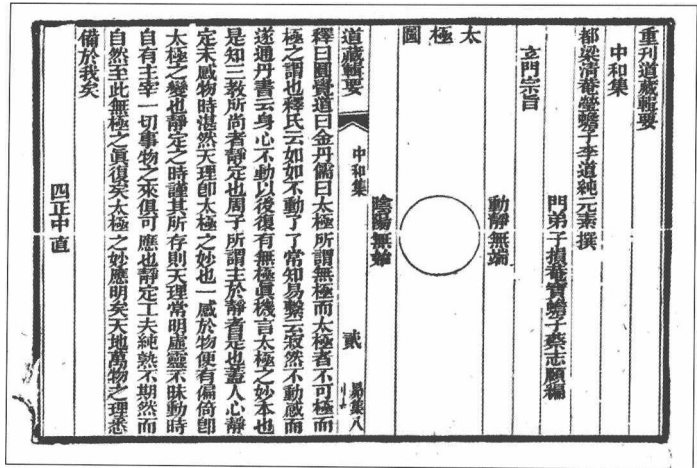 重刊道藏輯要
中和集
都梁清菴瑩蟾子李道純元素撰
門弟子損菴寶蟾子蔡志頤編
玄門宗旨
太極圖
動靜無端
陰陽無始
道藏輯要
中和集
貳
昴集八
釋曰圓覺道曰金丹儒曰太極所謂無極而太極者不可極而
極之謂也釋氏云如如不動了了常知易繫云寂然不動感而
遂通丹書云身心不動以後復有無極眞機言太極之妙本也
是知三教所尚者靜定也周子所謂主於靜者是也蓋人心靜
定未感物時湛然天理卽太極之妙也一感於物便有偏倚卽
太極之變也靜定之時謹其所存則天理常明虛靈不昧動時
自有主宰一切事物之來俱可應也靜定工夫純熟不期然而
自然至此無極之眞復矣太極之妙應明矣天地萬物之理悉
備於我矣
四正中直